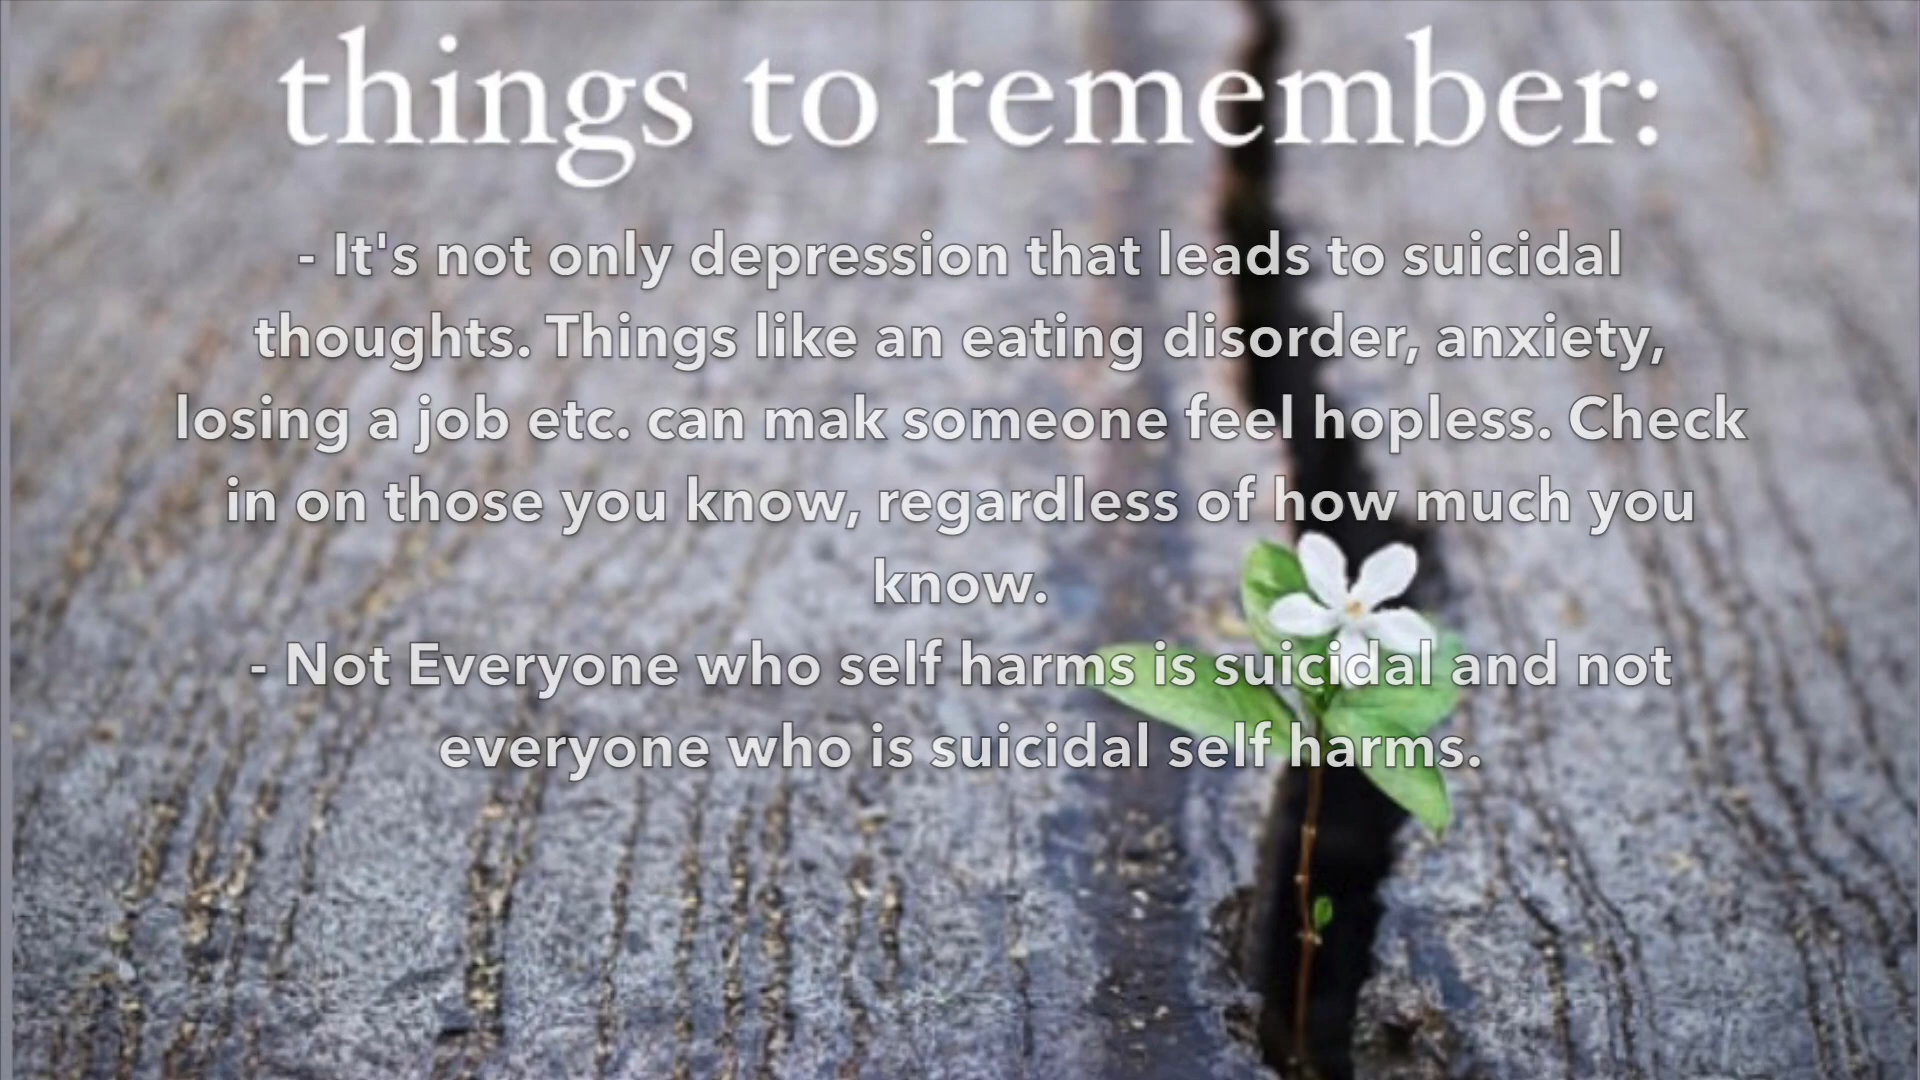 things to remember:
- It's not only depression that leads to suicidal
thoughts. Things like an eating disorder, anxiety,
losing a job etc. can mak someone feel hopless. Check
in on those you know, regardless of how much you
know.
- Not Everyone who self harms is suicidal and not
everyone who is suicidal self harms.